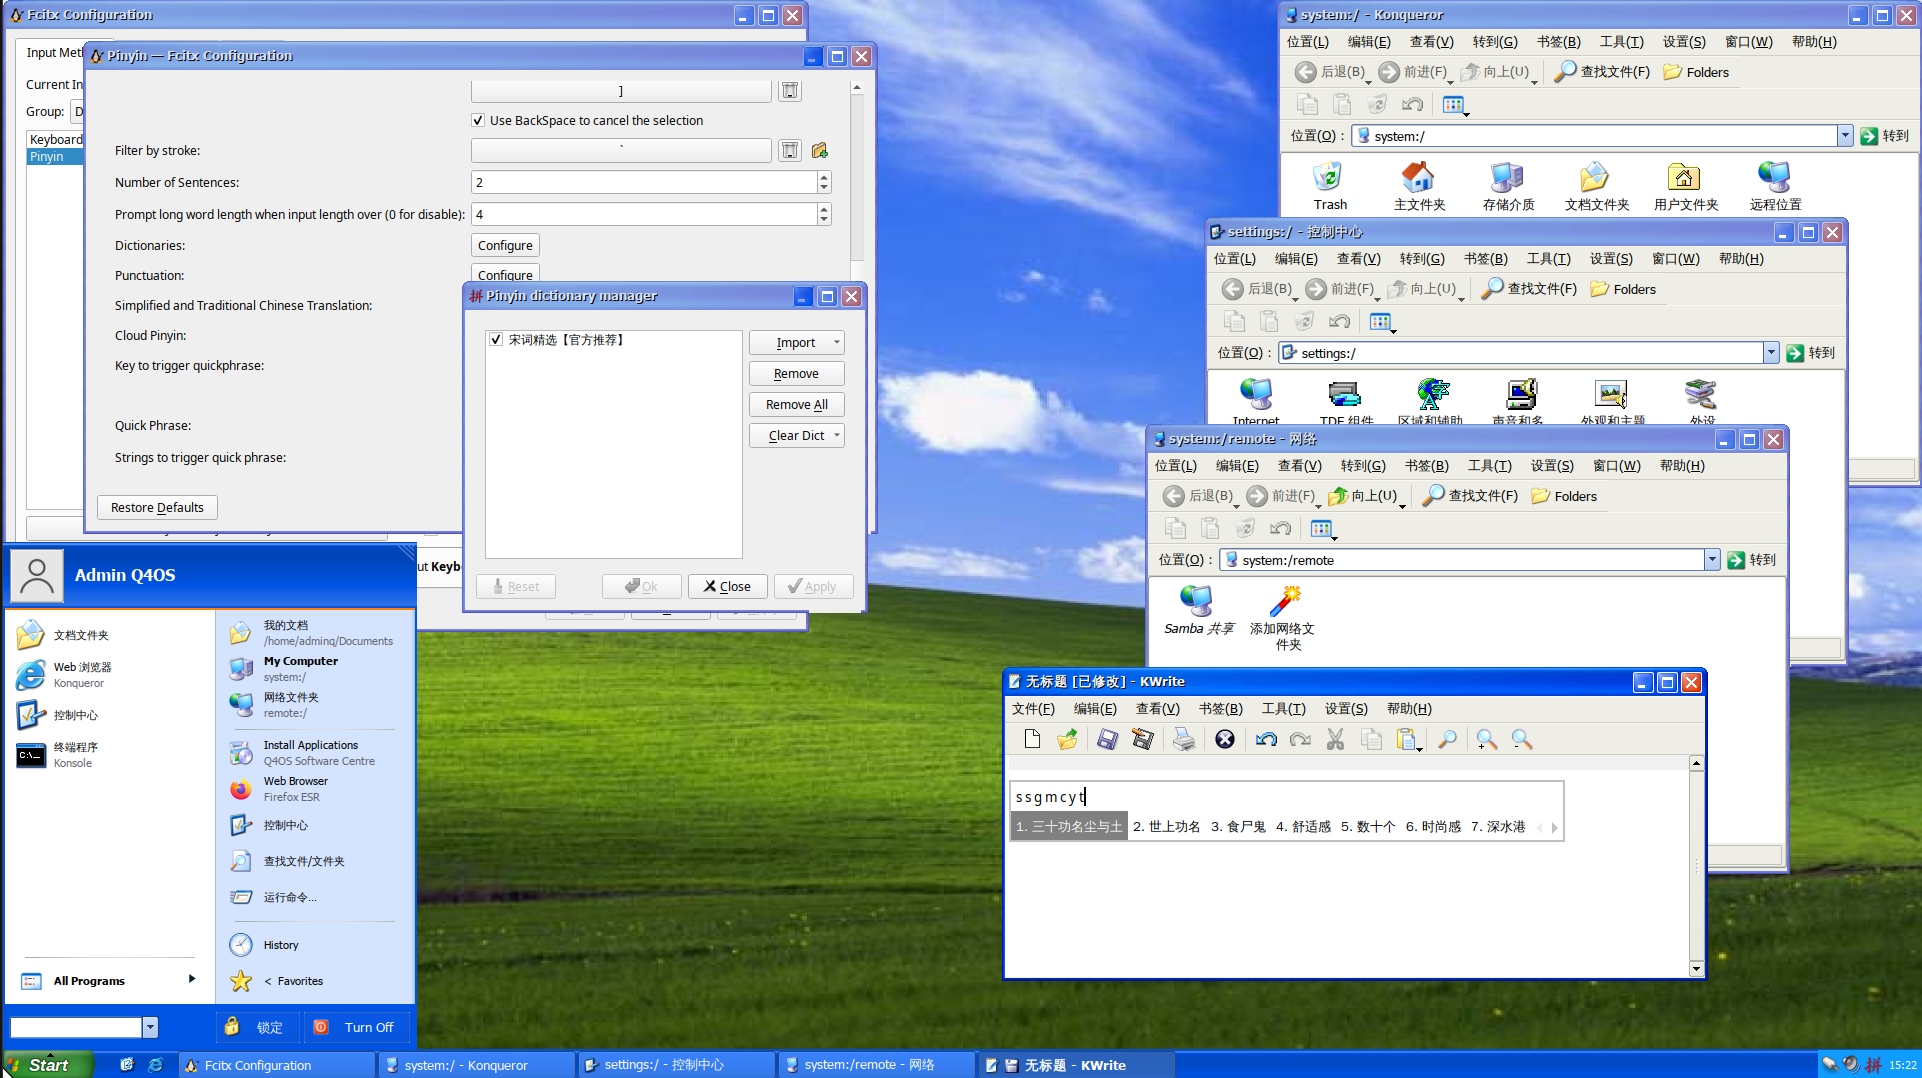 Fcitx Configuration
Input Meth
Current In
Group:
D
Keyboard
Pinyin
Pinyin — Fcitx Configuration
]
Use BackSpace to cancel the selection
Filter by stroke:
`
Number of Sentences:
2
Prompt long word length when input length over (0 for disable):
4
Dictionaries:
Configure
Punctuation:
Configure
Simplified and Traditional Chinese Translation:
Cloud Pinyin:
Key to trigger quickphrase:
Quick Phrase:
Strings to trigger quick phrase:
Restore Defaults
ut Keyb
Pinyin dictionary manager
宋词精选【官方推荐】
Import
Remove
Remove All
Clear Dict
Reset
Ok
Close
Apply
system:/ - Konqueror
位置(L) 编辑(E) 查看(V) 转到(G) 书签(B) 工具(T) 设置(S) 窗口(W) 帮助(H)
后退(B) 前进(F) 向上(U) 查找文件(F) Folders
位置(O)： system:/ 转到
Trash 主文件夹 存储介质 文档文件夹 用户文件夹 远程位置
settings:/ - 控制中心
位置(L) 编辑(E) 查看(V) 转到(G) 书签(B) 工具(T) 设置(S) 窗口(W) 帮助(H)
后退(B) 前进(F) 向上(U) 查找文件(F) Folders
位置(O)： settings:/ 转到
Internet TDE 组件 区域和辅助 声音和多 外观和主题 外设
system:/remote - 网络
位置(L) 编辑(E) 查看(V) 转到(G) 书签(B) 工具(T) 设置(S) 窗口(W) 帮助(H)
后退(B) 前进(F) 向上(U) 查找文件(F) Folders
位置(O)： system:/remote 转到
Samba 共享 添加网络文
件夹
无标题 [已修改] - KWrite
文件(F) 编辑(E) 查看(V) 书签(B) 工具(T) 设置(S) 帮助(H)
ssgmcyt
1. 三十功名尘与土 2. 世上功名 3. 食尸鬼 4. 舒适感 5. 数十个 6. 时尚感 7. 深水港
Admin Q4OS
文档文件夹
Web 浏览器
Konqueror
控制中心
终端程序
Konsole
All Programs
我的文档
/home/adminq/Documents
My Computer
system:/
网络文件夹
remote:/
Install Applications
Q4OS Software Centre
Web Browser
Firefox ESR
控制中心
查找文件/文件夹
运行命令...
History
< Favorites
锁定
Turn Off
Start
Fcitx Configuration
system:/ - Konqueror
settings:/ - 控制中心
system:/remote - 网络
无标题 - KWrite
拼
15:22